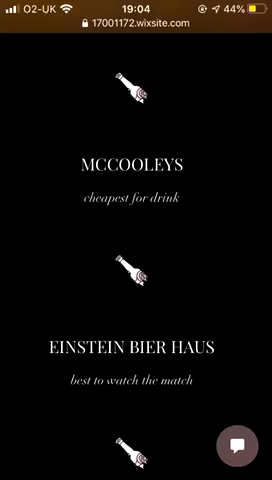 O2-UK 19:04 44%
17001172.wixsite.com
MCCOOLEYS
cheapest for drink
EINSTEIN BIER HAUS
best to watch the match